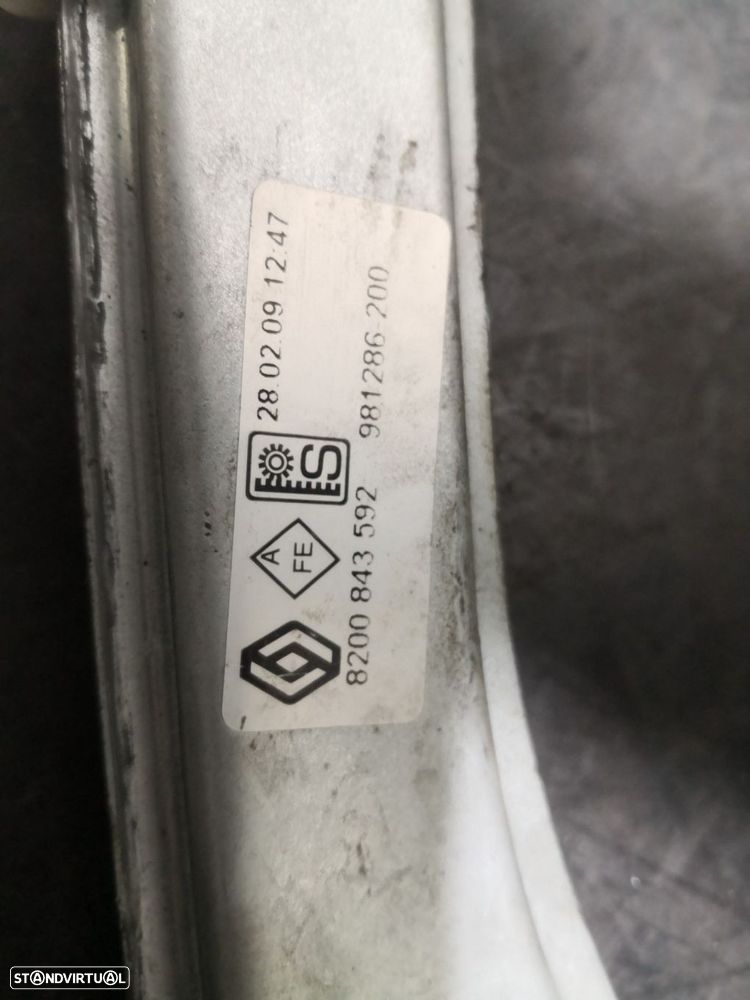 28.02.09 12:47
S
A
FE
8200 843 592 981286-200
STANDVIRTUAL